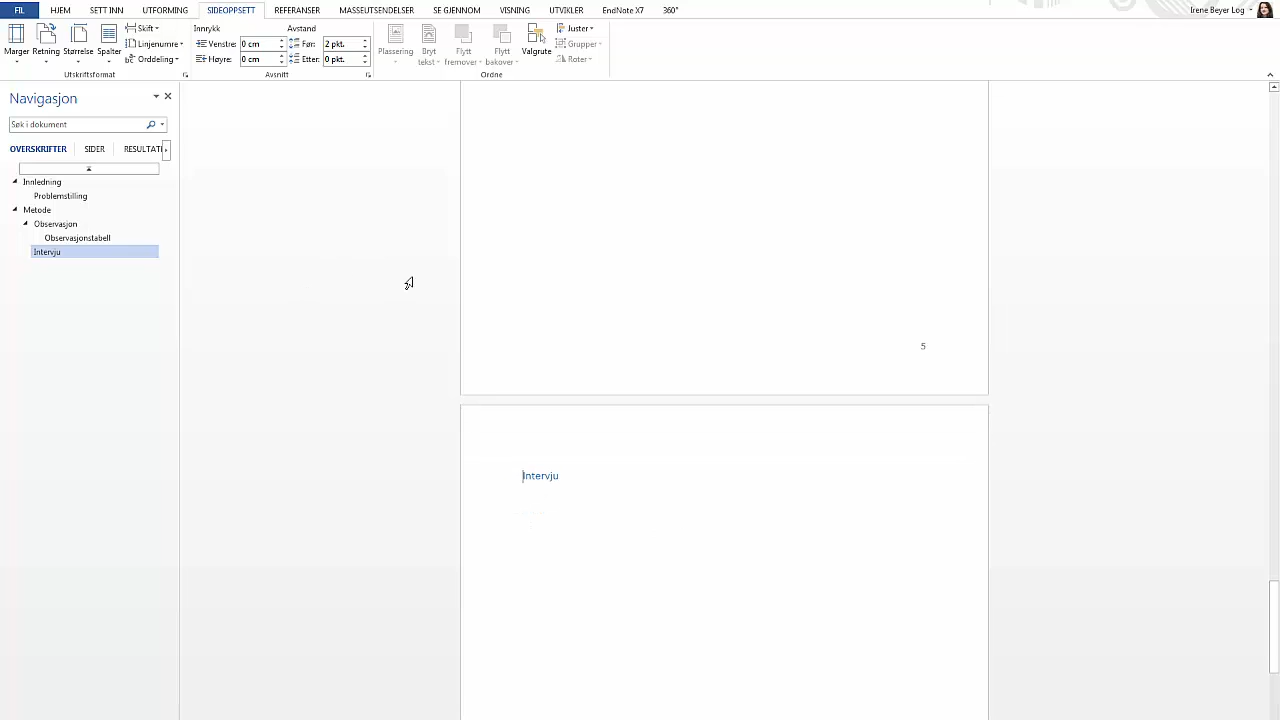 FIL HJEM SETT INN UTFORMING SIDEOPPSETT REFERANSER MASSEUTSENDELSER SE GJENNOM VISNING UTVIKLER EndNote X7 360° Irene Beyer Log
Marger Retning Størrelse Spalter
Skift
Linjenumre
Orddeling
Utskriftsformat
Innrykk Avstand
Venstre: 0 cm Før: 2 pkt.
Høyre: 0 cm Etter: 0 pkt.
Avsnitt
Plassering Bryt tekst Flytt fremover Flytt bakover Valgrute
Juster
Grupper
Roter
Ordne
Navigasjon
Søk i dokument
OVERSKRIFTER SIDER RESULTAT
Innledning
Problemstilling
Metode
Observasjon
Observasjonstabell
Intervju
5
Intervju